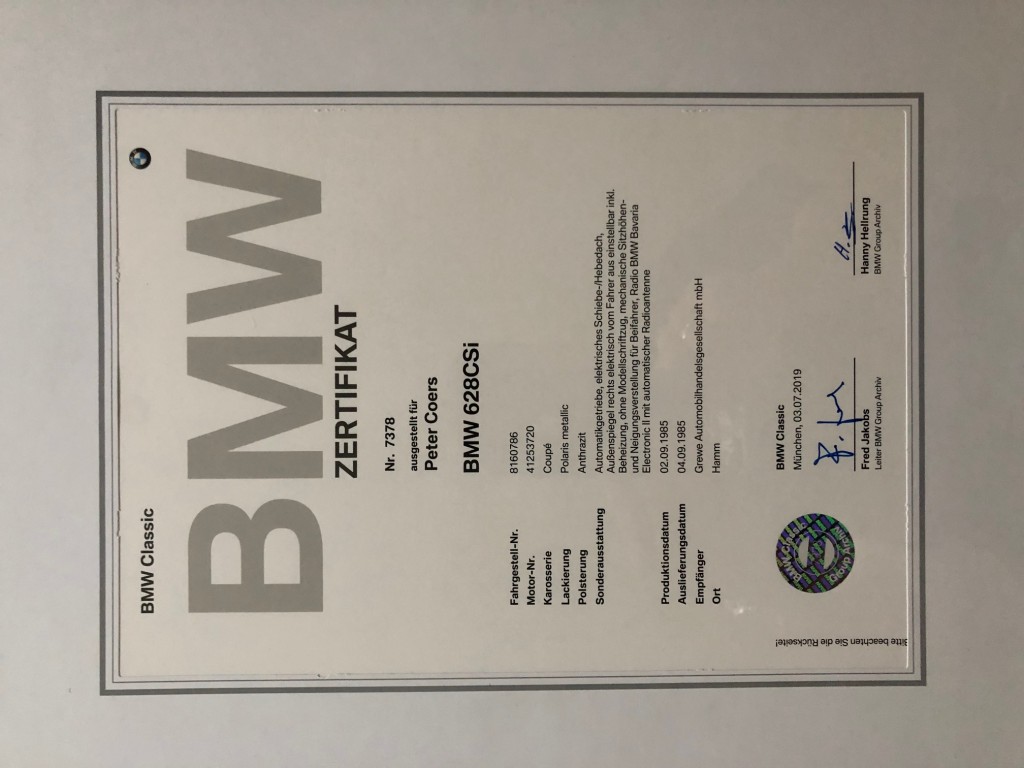 BMW Classic
BMW
ZERTIFIKAT
Nr. 7378
ausgestellt für
Peter Coers
BMW 628CSi
Fahrgestell-Nr. 8160786
Motor-Nr. 41253720
Karosserie Coupé
Lackierung Polaris metallic
Polsterung Anthrazit
Sonderausstattung Automatikgetriebe, elektrisches Schiebe-/Hebedach,
Außenspiegel rechts elektrisch vom Fahrer aus einstellbar inkl.
Beheizung, ohne Modellschriftzug, mechanische Sitzhöhen-
und Neigungsverstellung für Beifahrer, Radio BMW Bavaria
Electronic II mit automatischer Radioantenne
Produktionsdatum 02.09.1985
Auslieferungsdatum 04.09.1985
Empfänger Grewe Automobilhandelsgesellschaft mbH
Ort Hamm
BMW Classic
München, 03.07.2019
Fred Jakobs
Leiter BMW Group Archiv
Hanny Hellrung
BMW Group Archiv
BMW Classic
Group Archiv
Bitte beachten Sie die Rückseite!